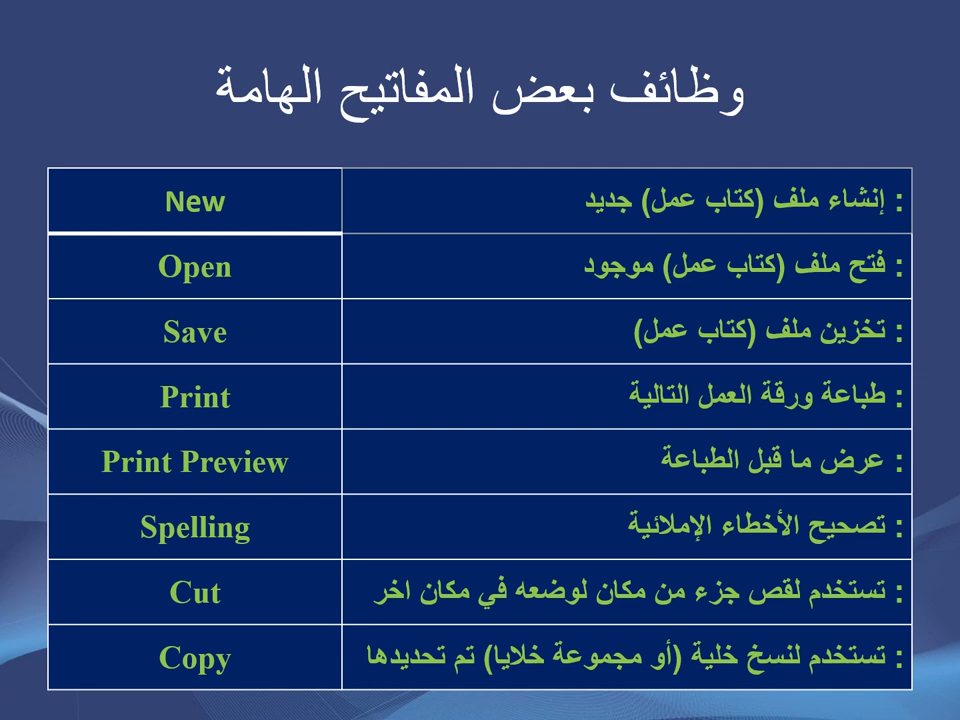 وظائف بعض المفاتيح الهامة
New : إنشاء ملف (كتاب عمل) جديد
Open : فتح ملف (كتاب عمل) موجود
Save : تخزين ملف (كتاب عمل)
Print : طباعة ورقة العمل التالية
Print Preview : عرض ما قبل الطباعة
Spelling : تصحيح الأخطاء الإملائية
Cut : تستخدم لقص جزء من مكان لوضعه في مكان اخر
Copy : تستخدم لنسخ خلية (أو مجموعة خلايا) تم تحديدها